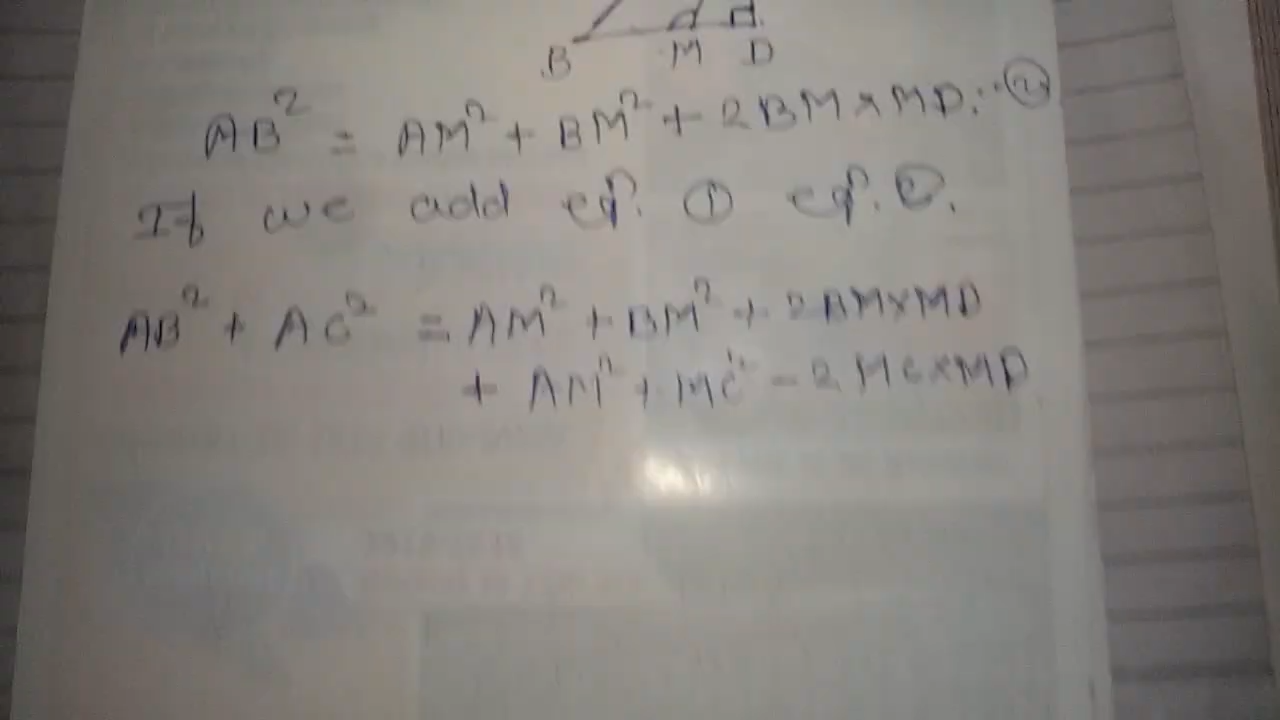 B M D
AB² = AM² + BM² + 2BM×MD. ..②
If we add eq. ① eq. ②.
AB² + AC² = AM² + BM² + 2BM×MD
+ AM² + MC² - 2MC×MD